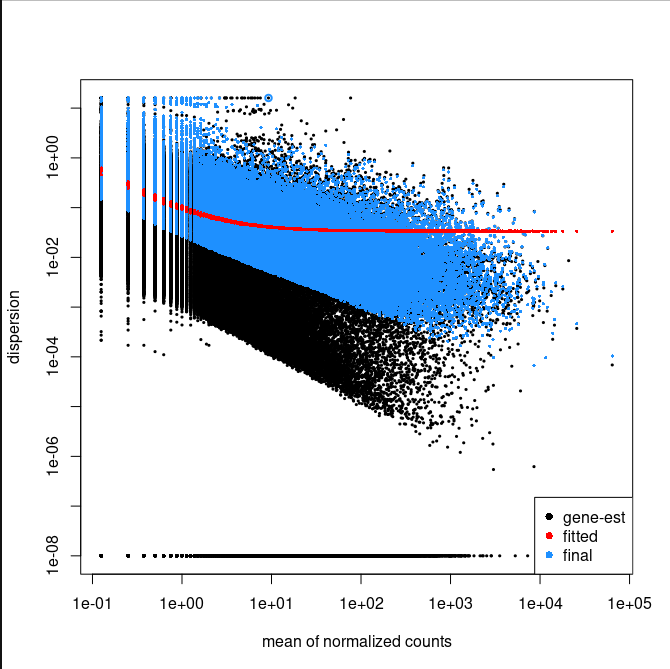 1e+00
1e-02
1e-04
1e-06
1e-08
dispersion
gene-est
fitted
final
1e-01 1e+00 1e+01 1e+02 1e+03 1e+04 1e+05
mean of normalized counts